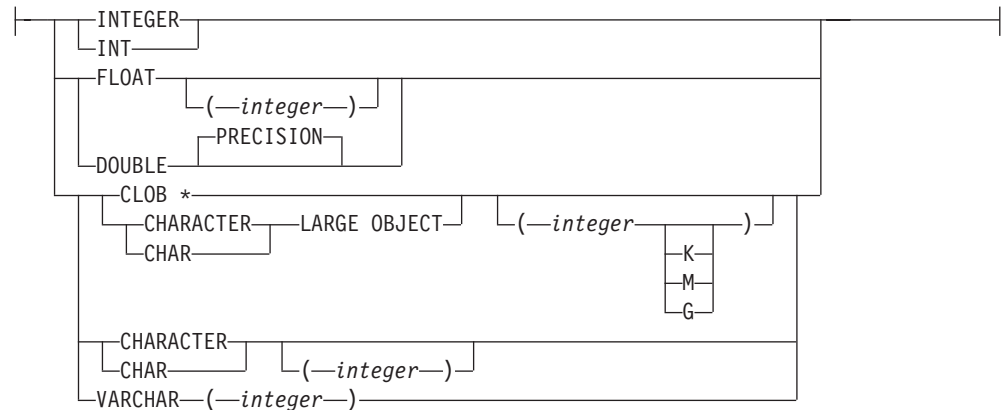 INTEGER
INT
FLOAT
(integer)
PRECISION
DOUBLE
CLOB *
CHARACTER LARGE OBJECT (integer)
CHAR
K
M
G
CHARACTER
CHAR (integer)
VARCHAR (integer)